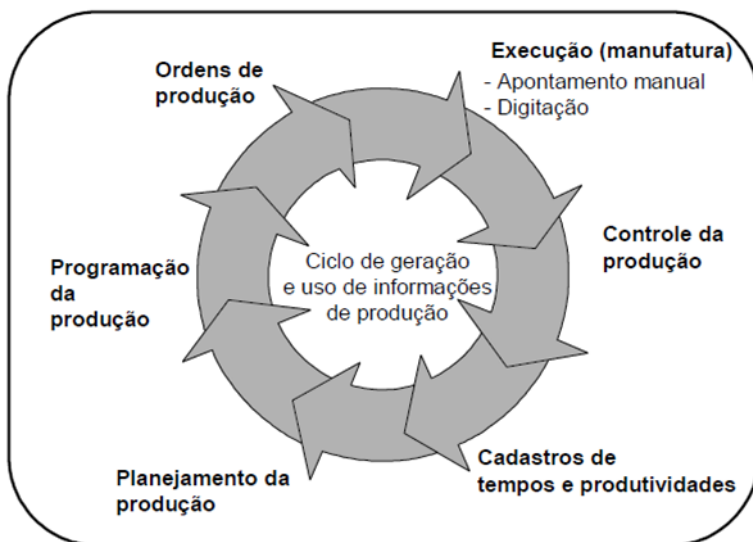 Execução (manufatura)
- Apontamento manual
- Digitação
Ordens de
produção
Controle da
produção
Ciclo de geração
e uso de informações
de produção
Programação
da
produção
Cadastros de
tempos e produtividades
Planejamento da
produção